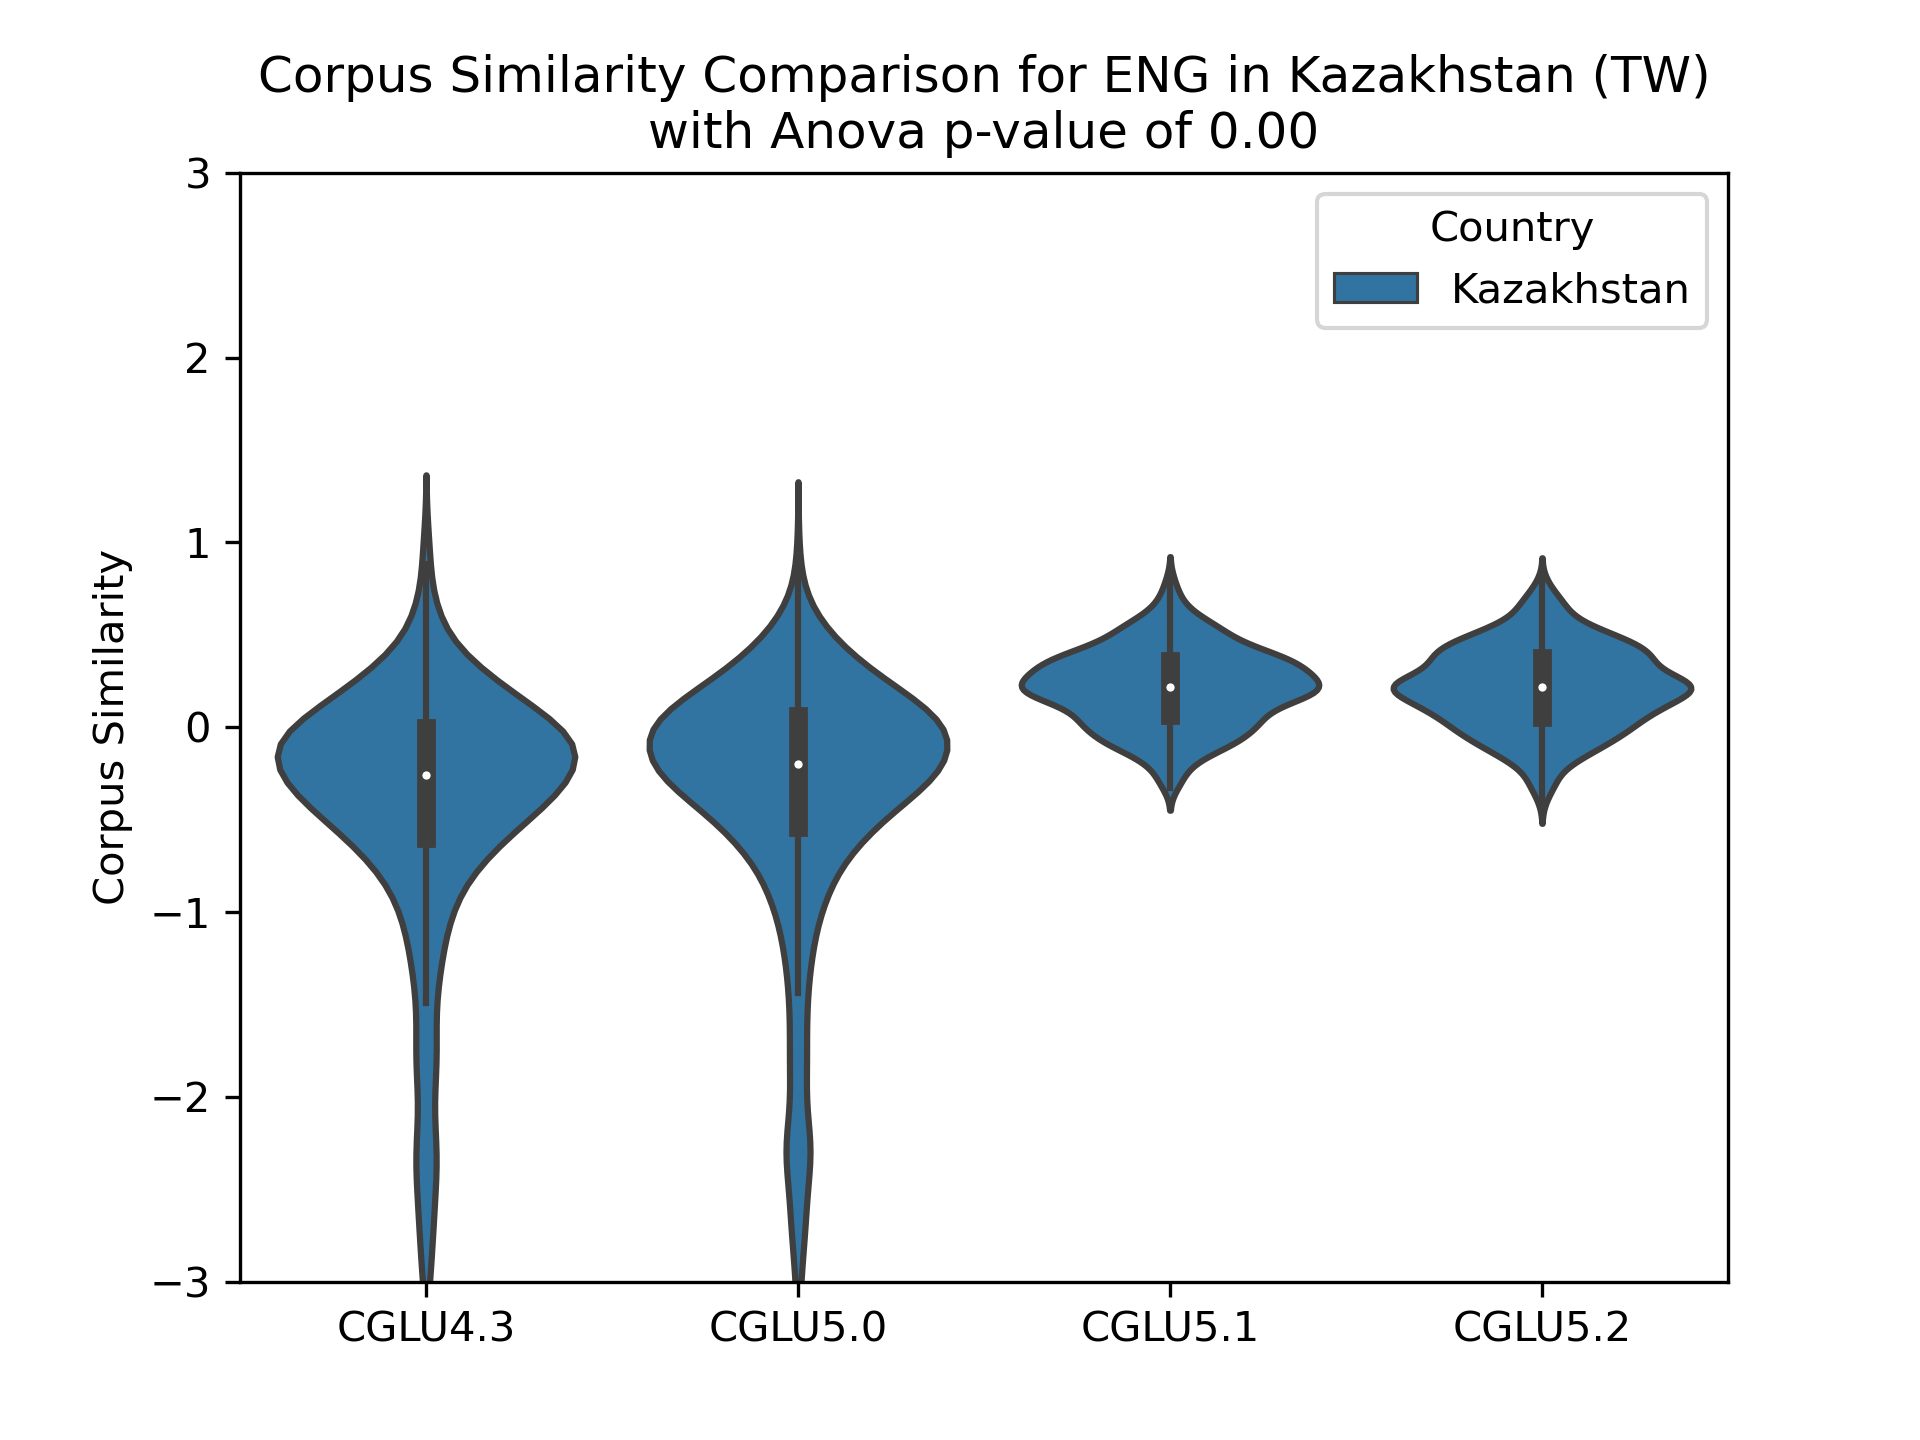 Corpus Similarity Comparison for ENG in Kazakhstan (TW)
with Anova p-value of 0.00
3
2
1
0
−1
−2
−3
Corpus Similarity
Country
Kazakhstan
CGLU4.3
CGLU5.0
CGLU5.1
CGLU5.2